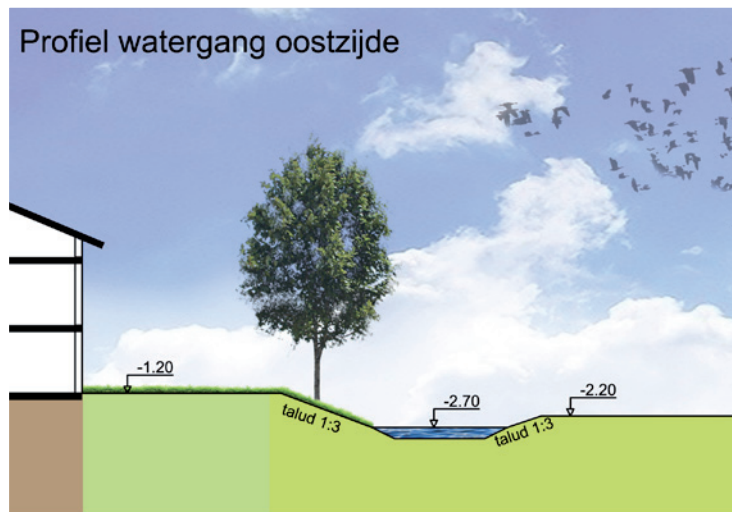 Profiel watergang oostzijde
-1.20
-2.70
-2.20
talud 1:3
talud 1:3